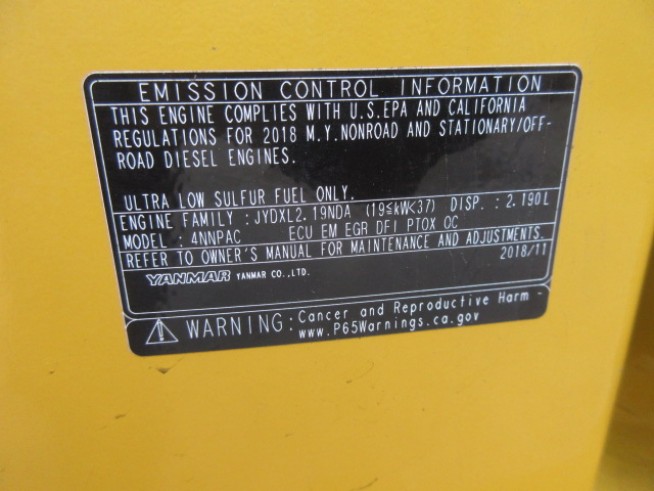 EMISSION CONTROL INFORMATION
THIS ENGINE COMPLIES WITH U.S.EPA AND CALIFORNIA
REGULATIONS FOR 2018 M.Y.NONROAD AND STATIONARY/OFF-
ROAD DIESEL ENGINES.
ULTRA LOW SULFUR FUEL ONLY.
ENGINE FAMILY : JYDXL2.19NDA (19≤kW<37) DISP. : 2.190L
MODEL : 4NNPAC ECU EM EGR DFI PTOX OC
REFER TO OWNER'S MANUAL FOR MAINTENANCE AND ADJUSTMENTS.
2018/11
YANMAR YANMAR CO.,LTD.
WARNING: Cancer and Reproductive Harm -
www.P65Warnings.ca.gov